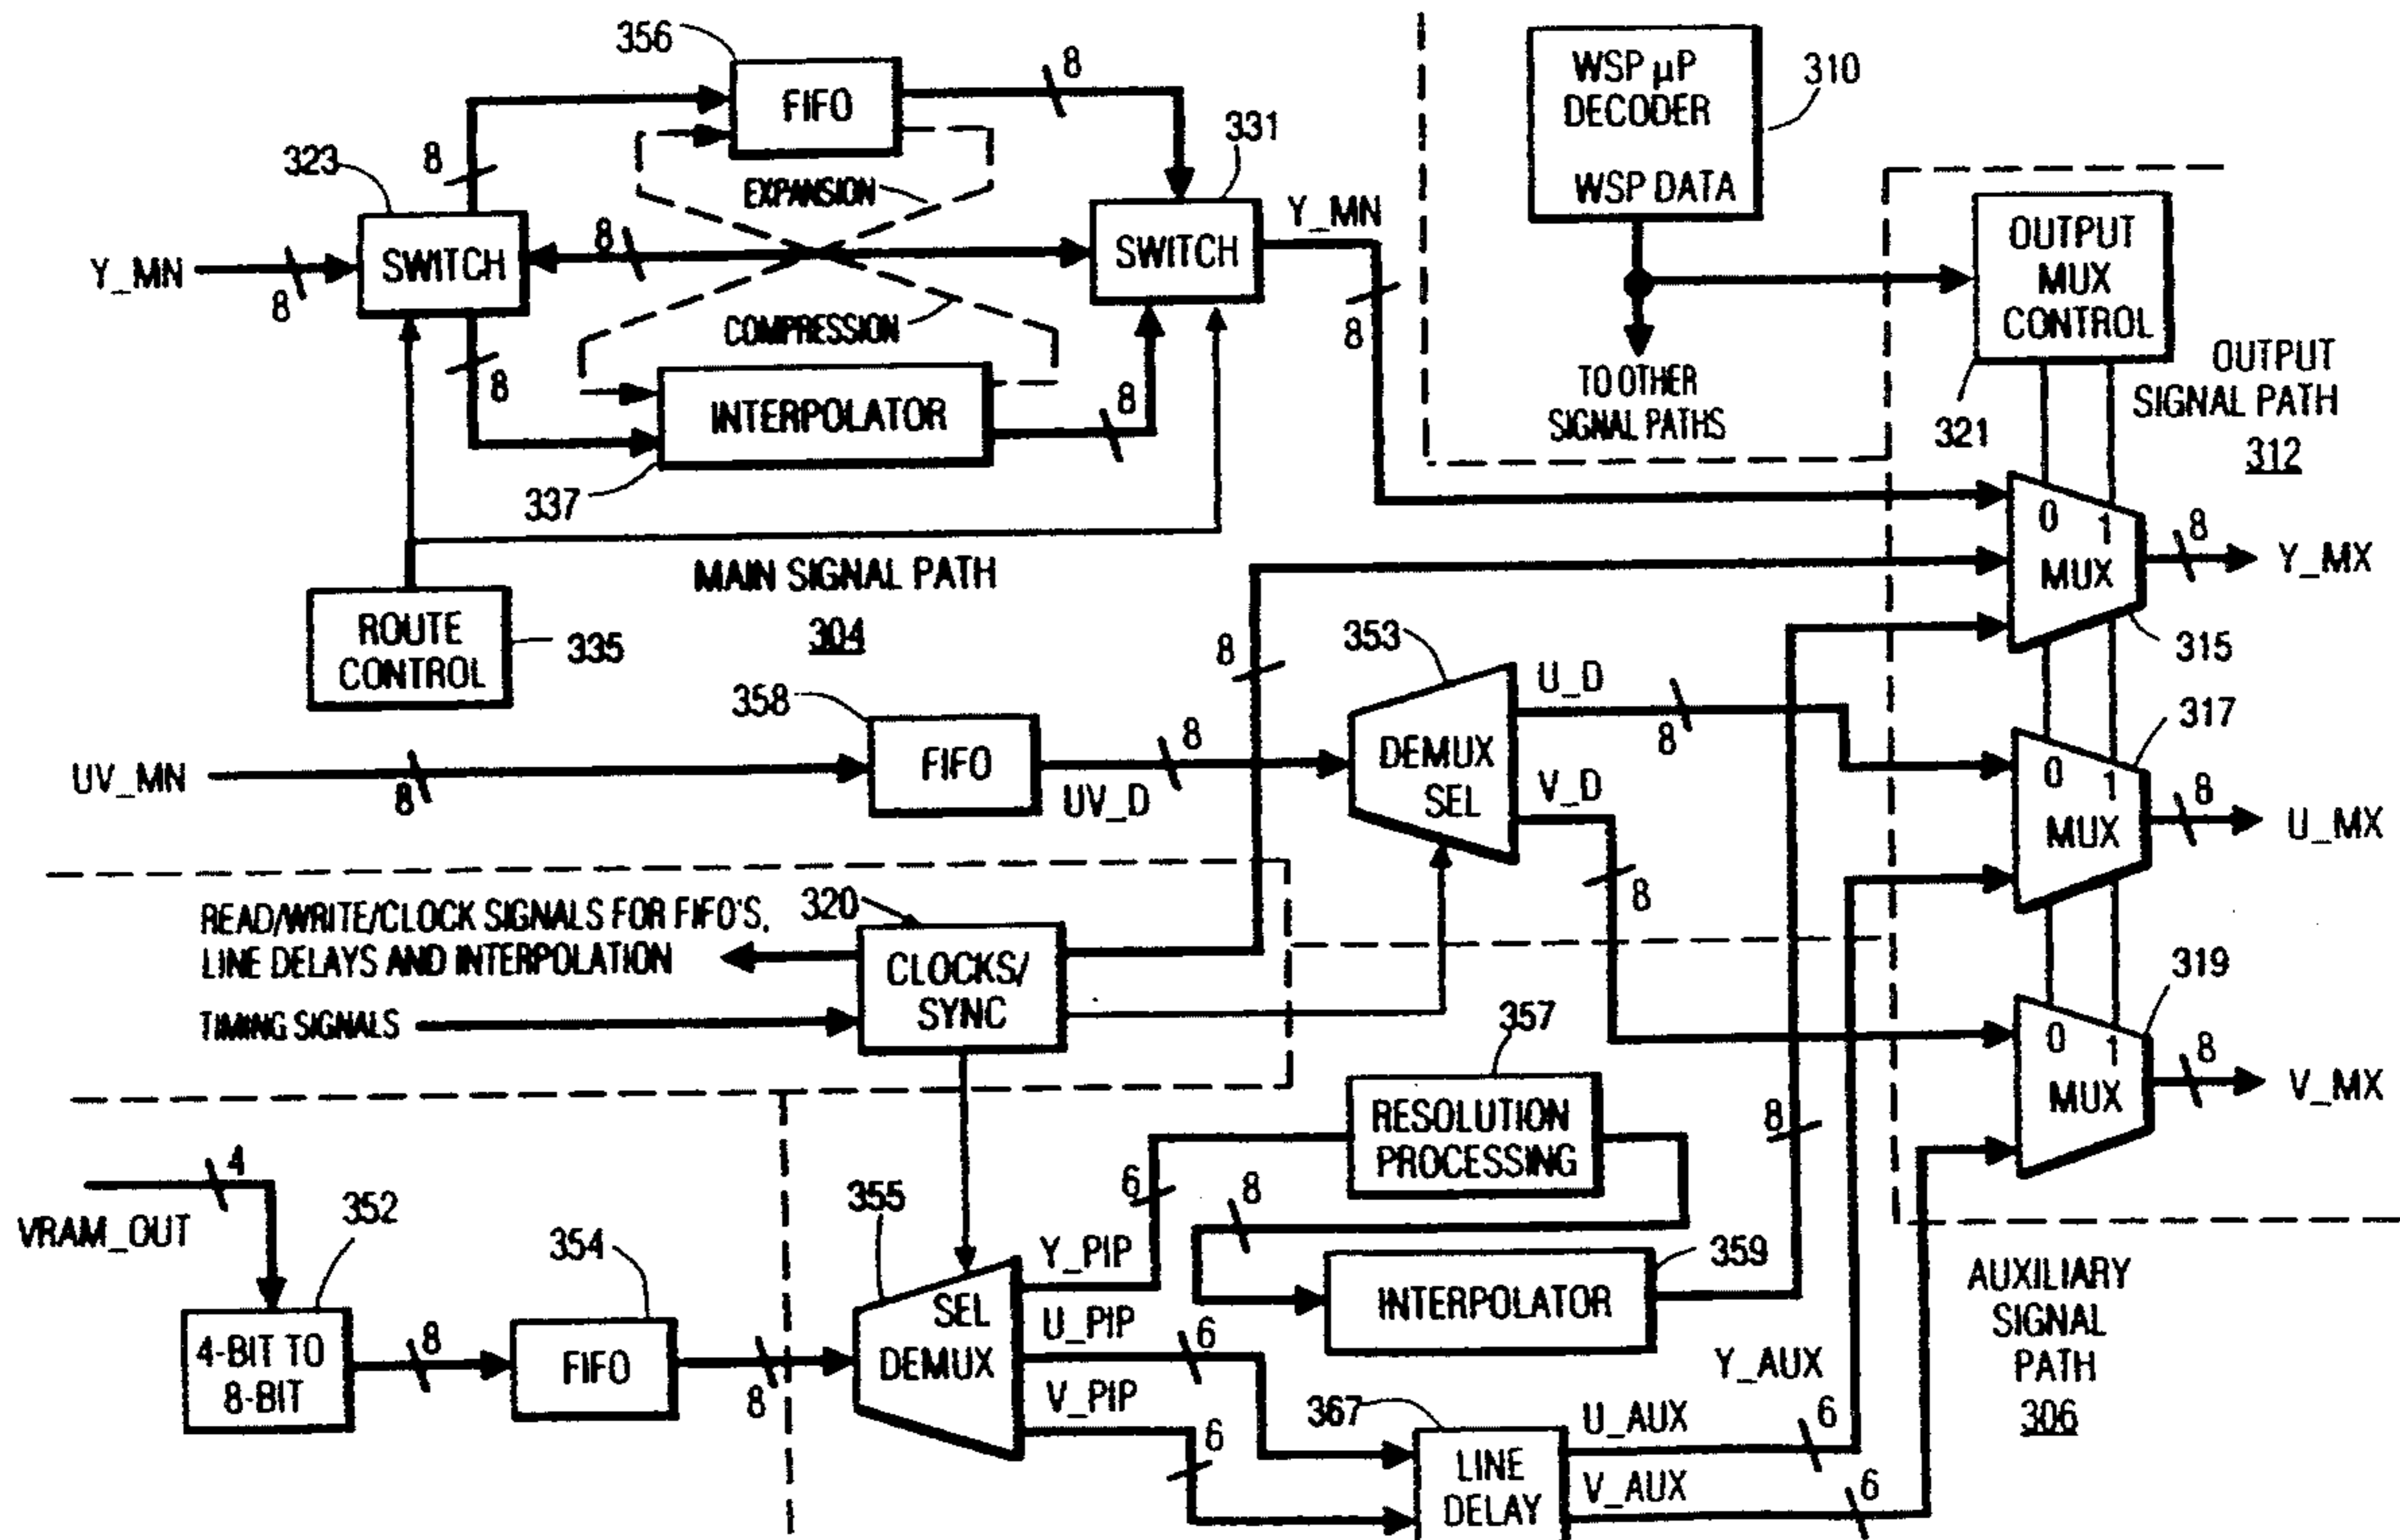 356
8
WSP µP
DECODER
WSP DATA
310
FIFO
323
8
EXPANSION
331
Y_MN
OUTPUT
MUX
CONTROL
Y_MN
8
SWITCH
8
SWITCH
8
COMPRESSION
8
INTERPOLATOR
8
337
TO OTHER
SIGNAL PATHS
321
OUTPUT
SIGNAL PATH
312
ROUTE
CONTROL
335
MAIN SIGNAL PATH
304
0 1
MUX
8
Y_MX
315
8
353
358
FIFO
UV_MN
8
8
UV_D
DEMUX
SEL
U_D
8
V_D
8
317
0 1
MUX
8
U_MX
READ/WRITE/CLOCK SIGNALS FOR FIFO'S,
LINE DELAYS AND INTERPOLATION
TIMING SIGNALS
320
CLOCKS/
SYNC
319
0 1
MUX
8
V_MX
357
RESOLUTION
PROCESSING
8
4
VRAM_OUT
352
4-BIT TO
8-BIT
8
354
FIFO
8
355
SEL
DEMUX
Y_PIP
6
8
U_PIP
6
V_PIP
6
359
INTERPOLATOR
Y_AUX
367
LINE
DELAY
U_AUX
6
V_AUX
6
AUXILIARY
SIGNAL
PATH
306